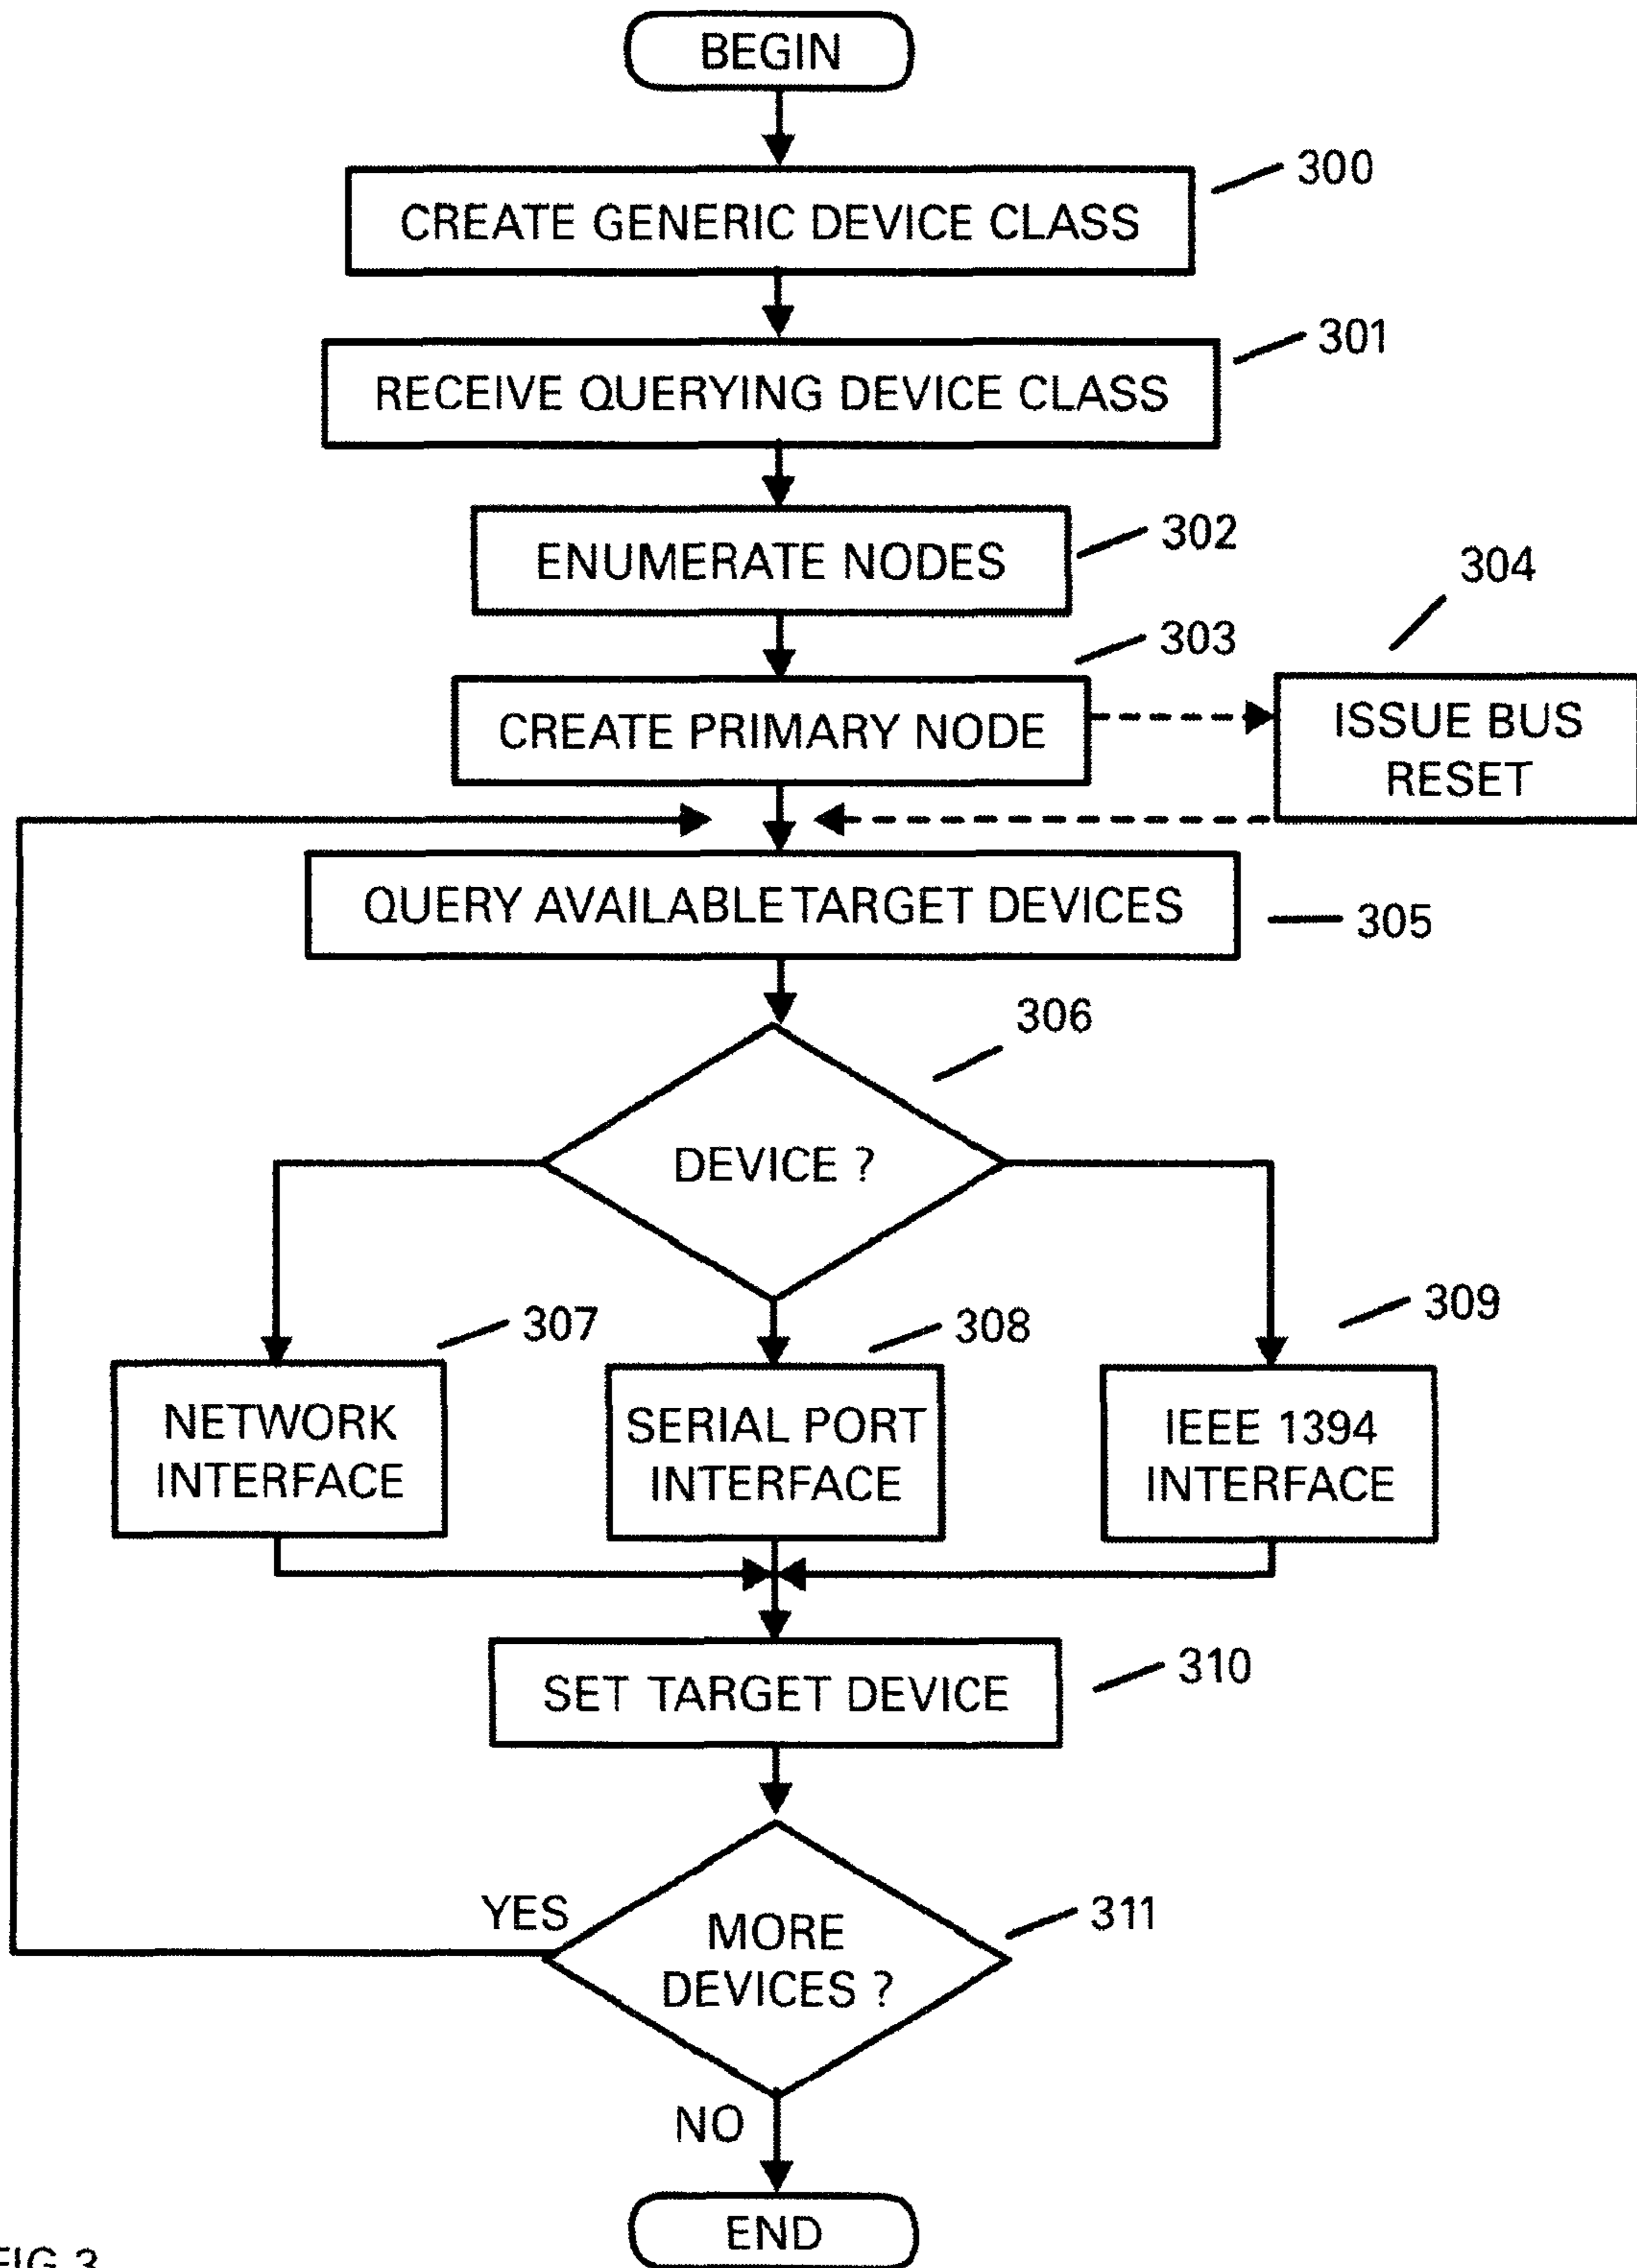 BEGIN
300
CREATE GENERIC DEVICE CLASS
301
RECEIVE QUERYING DEVICE CLASS
302
ENUMERATE NODES
303
304
CREATE PRIMARY NODE
ISSUE BUS
RESET
QUERY AVAILABLE TARGET DEVICES
305
306
DEVICE ?
307
308
309
NETWORK
INTERFACE
SERIAL PORT
INTERFACE
IEEE 1394
INTERFACE
310
SET TARGET DEVICE
YES
311
MORE
DEVICES ?
NO
END
FIG 3